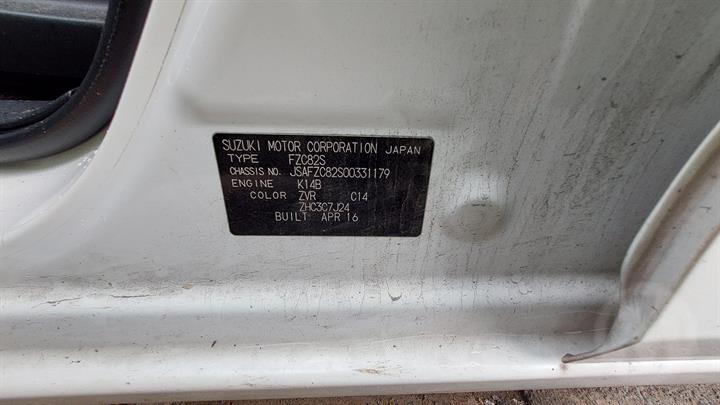 SUZUKI MOTOR CORPORATION JAPAN
TYPE FZC82S
CHASSIS NO. JSAFZC82S00331179
ENGINE K14B
COLOR ZVR C14
ZHC3C7J24
BUILT APR 16